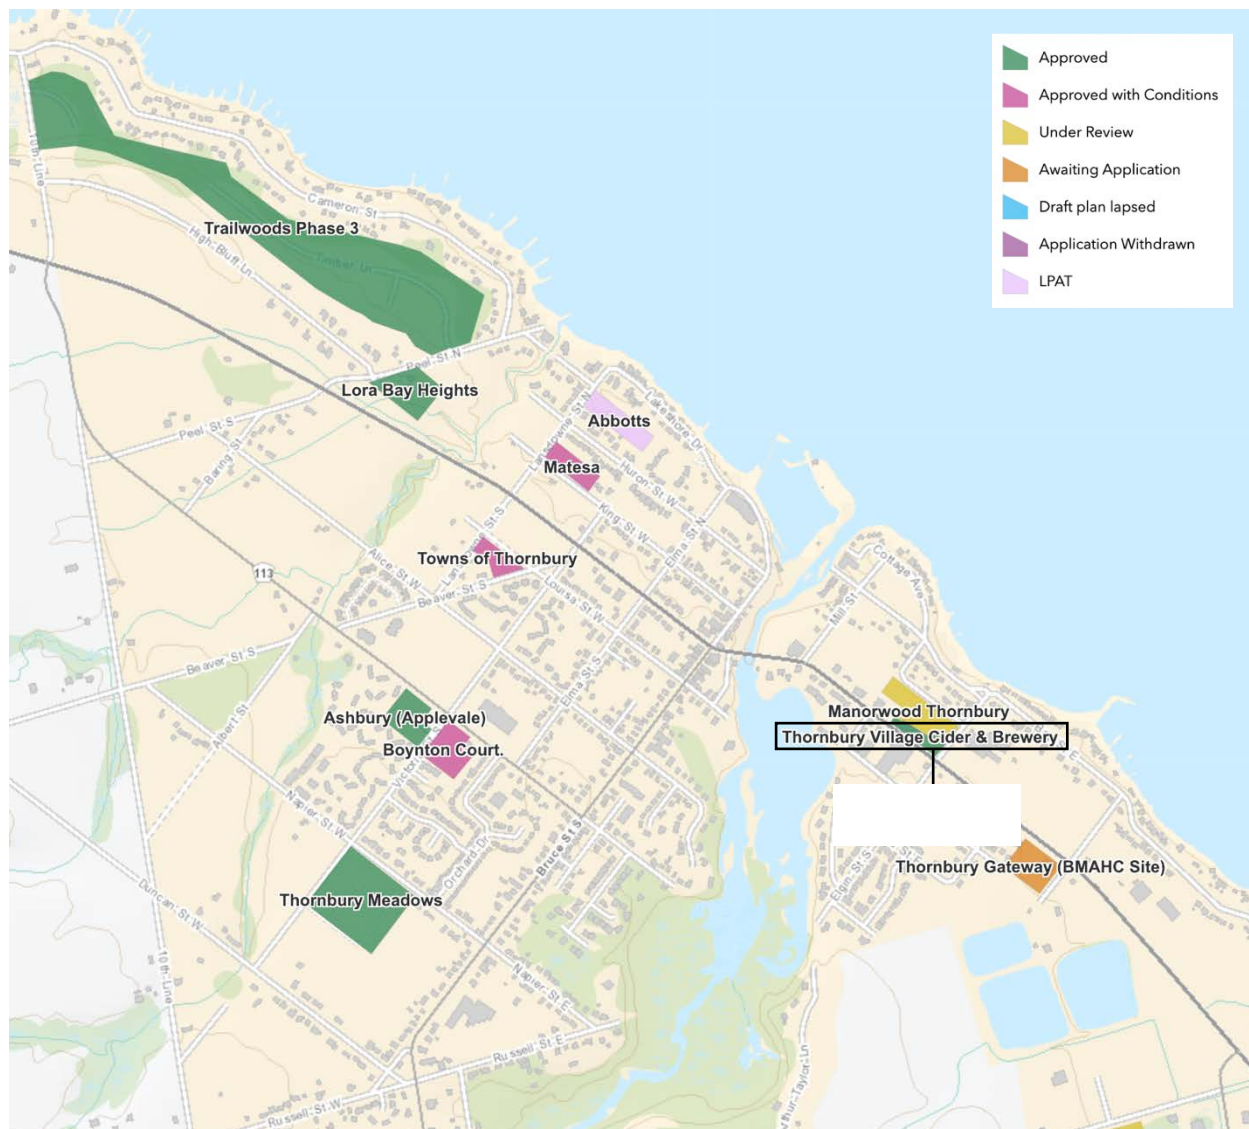 Approved
Approved with Conditions
Under Review
Awaiting Application
Draft plan lapsed
Application Withdrawn
LPAT
10th Line
Cameron St
Trailwoods Phase 3
High Bluff Ln
Timber Ln
Peel St N
Lora Bay Heights
Lansdowne St N
Lakeshore Dr
Abbotts
Peel St S
Baring St
Matesa
Huron St W
King St W
Elma St N
Towns of Thornbury
113
Alice St W
Beaver St S
Louisa St W
Cottage Ave
Mill St
Beaver St S
Albert St
Elma St S
Ashbury (Applevale)
Boynton Court.
Manorwood Thornbury
Thornbury Village Cider & Brewery
Napier St W
Orchard Dr
Bruce St S
Elgin St S
Thornbury Gateway (BMAHC Site)
Thornbury Meadows
Duncan St W
10th Line
Napier St E
Russell St E
Russell St W